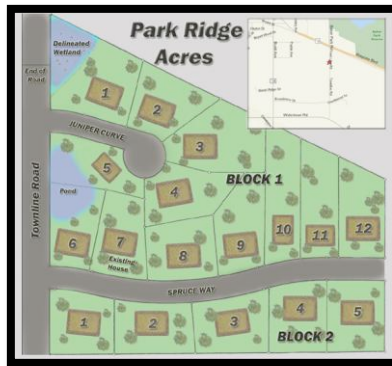 Park Ridge
Acres
Delineated
Wetland
End of
Road
1
2
3
JUNIPER CURVE
5
4
BLOCK 1
Pond
Townline Road
6
7
8
9
10
11
12
Existing
House
SPRUCE WAY
1
2
3
4
5
BLOCK 2